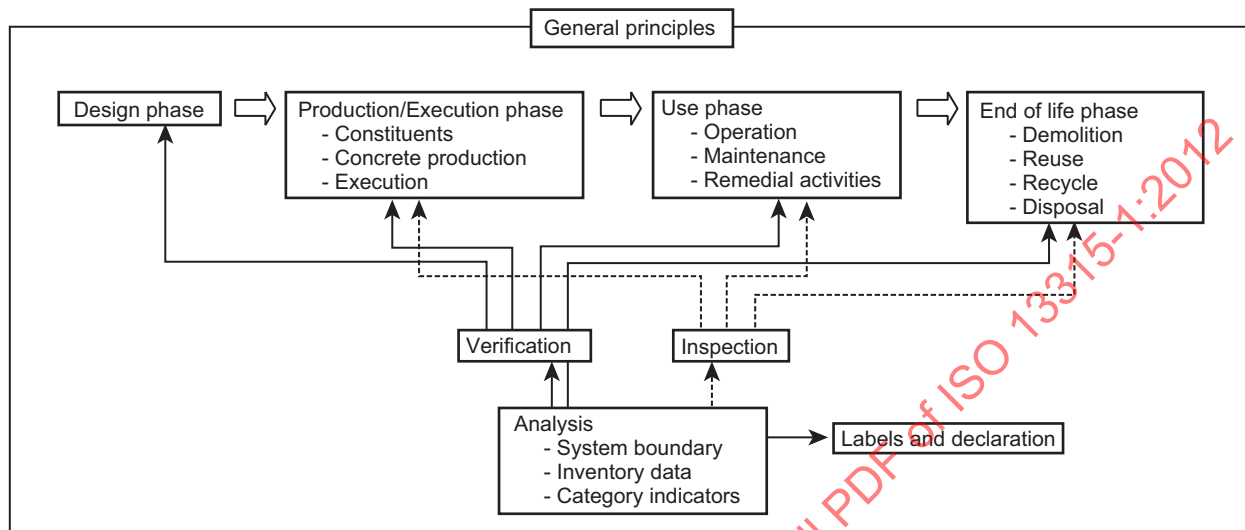 General principles
Design phase
Production/Execution phase
- Constituents
- Concrete production
- Execution
Use phase
- Operation
- Maintenance
- Remedial activities
End of life phase
- Demolition
- Reuse
- Recycle
- Disposal
Verification
Inspection
Analysis
- System boundary
- Inventory data
- Category indicators
Labels and declaration
PDF of ISO 13315-1:2012